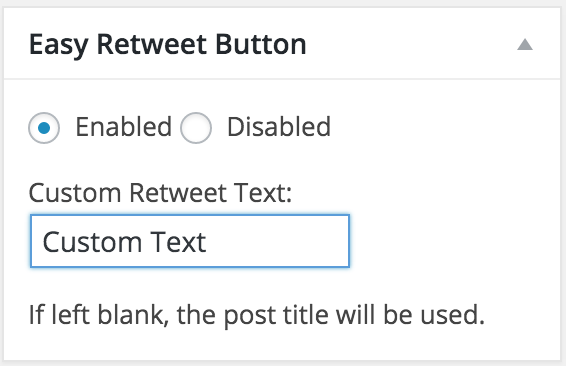 Easy Retweet Button
Enabled Disabled
Custom Retweet Text:
Custom Text
If left blank, the post title will be used.